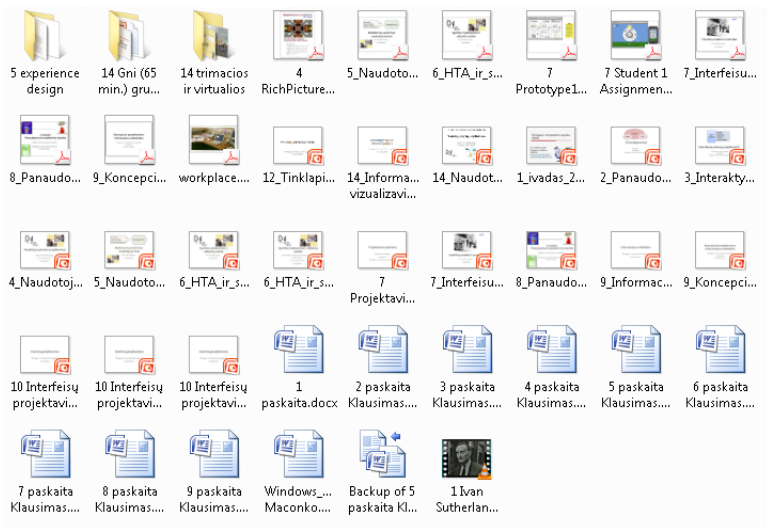 5 experience
design
14 Gni (65
min.) gru...
14 trimacios
ir virtualios
4
RichPicture...
5_Naudoto...
6_HTA_ir_s...
7
Prototype1...
7 Student 1
Assignmen...
7_Interfeisu...
8_Panaudo...
9_Koncepci...
workplace....
12_Tinklapi...
14_Informa...
vizualizavi...
14_Naudot...
1_ivadas_2...
2_Panaudo...
3_Interakty...
4_Naudotoj...
5_Naudoto...
6_HTA_ir_s...
6_HTA_ir_s...
7
Projektavi...
7_Interfeisu...
8_Panaudo...
9_Informac...
9_Koncepci...
10 Interfeisų
projektavi...
10 Interfeisų
projektavi...
10 Interfeisų
projektavi...
1
paskaita.docx
2 paskaita
Klausimas....
3 paskaita
Klausimas....
4 paskaita
Klausimas....
5 paskaita
Klausimas....
6 paskaita
Klausimas....
7 paskaita
Klausimas....
8 paskaita
Klausimas....
9 paskaita
Klausimas....
Windows_...
Maconko....
Backup of 5
paskaita Kl...
1 Ivan
Sutherlan...